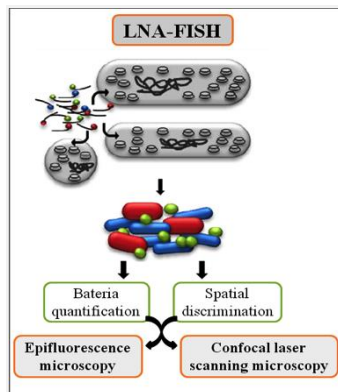 LNA-FISH
Bateria quantification
Spatial discrimination
Epifluorescence microscopy
Confocal laser scanning microscopy